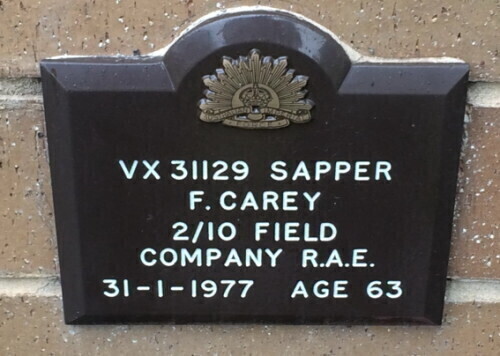 VX 31129 SAPPER
F. CAREY
2/10 FIELD
COMPANY R.A.E.
31-1-1977 AGE 63